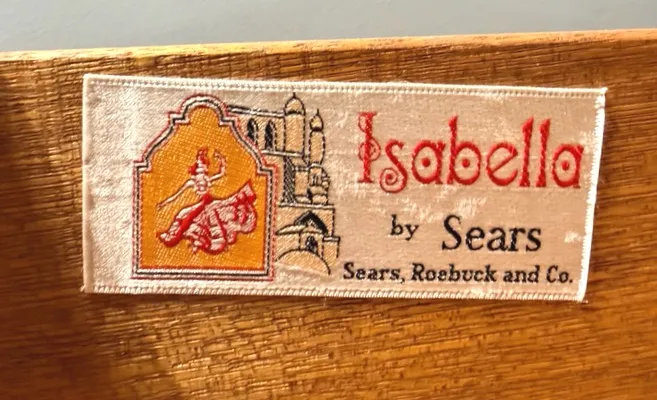 Isabella
by Sears
Sears, Roebuck and Co.